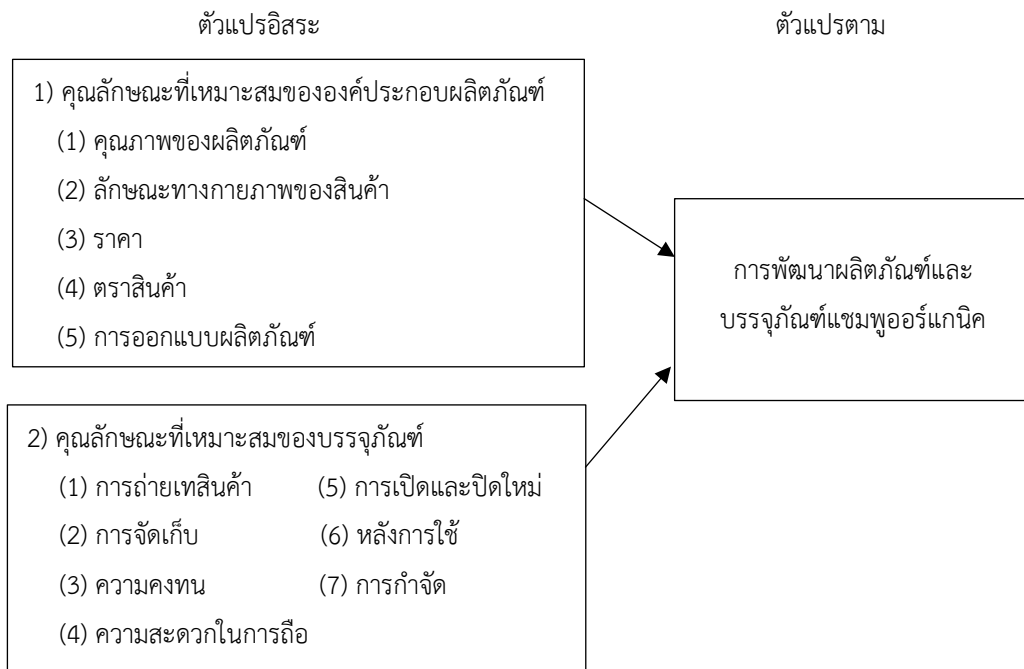 ตัวแปรอิสระ
ตัวแปรตาม
1) คุณลักษณะที่เหมาะสมขององค์ประกอบผลิตภัณฑ์
(1) คุณภาพของผลิตภัณฑ์
(2) ลักษณะทางกายภาพของสินค้า
(3) ราคา
(4) ตราสินค้า
(5) การออกแบบผลิตภัณฑ์
การพัฒนาผลิตภัณฑ์และ
บรรจุภัณฑ์แชมพูออร์แกนิค
2) คุณลักษณะที่เหมาะสมของบรรจุภัณฑ์
(1) การถ่ายเทสินค้า
(2) การจัดเก็บ
(3) ความคงทน
(4) ความสะดวกในการถือ
(5) การเปิดและปิดใหม่
(6) หลังการใช้
(7) การกำจัด